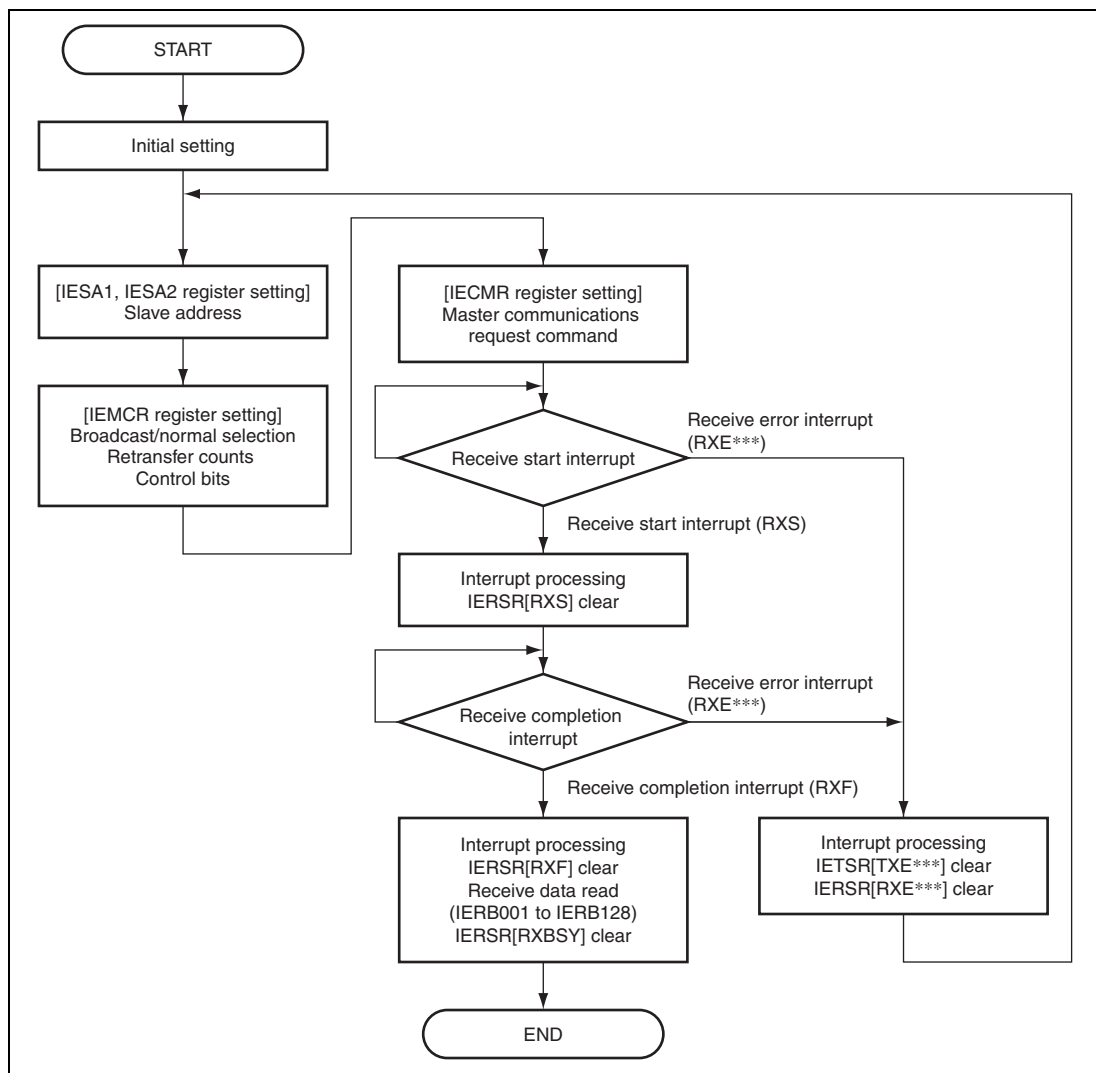 START
Initial setting
[IESA1, IESA2 register setting]
Slave address
[IEMCR register setting]
Broadcast/normal selection
Retransfer counts
Control bits
[IECMR register setting]
Master communications
request command
Receive start interrupt
Receive error interrupt
(RXE***)
Receive start interrupt (RXS)
Interrupt processing
IERSR[RXS] clear
Receive completion
interrupt
Receive error interrupt
(RXE***)
Receive completion interrupt (RXF)
Interrupt processing
IERSR[RXF] clear
Receive data read
(IERB001 to IERB128)
IERSR[RXBSY] clear
Interrupt processing
IETSR[TXE***] clear
IERSR[RXE***] clear
END